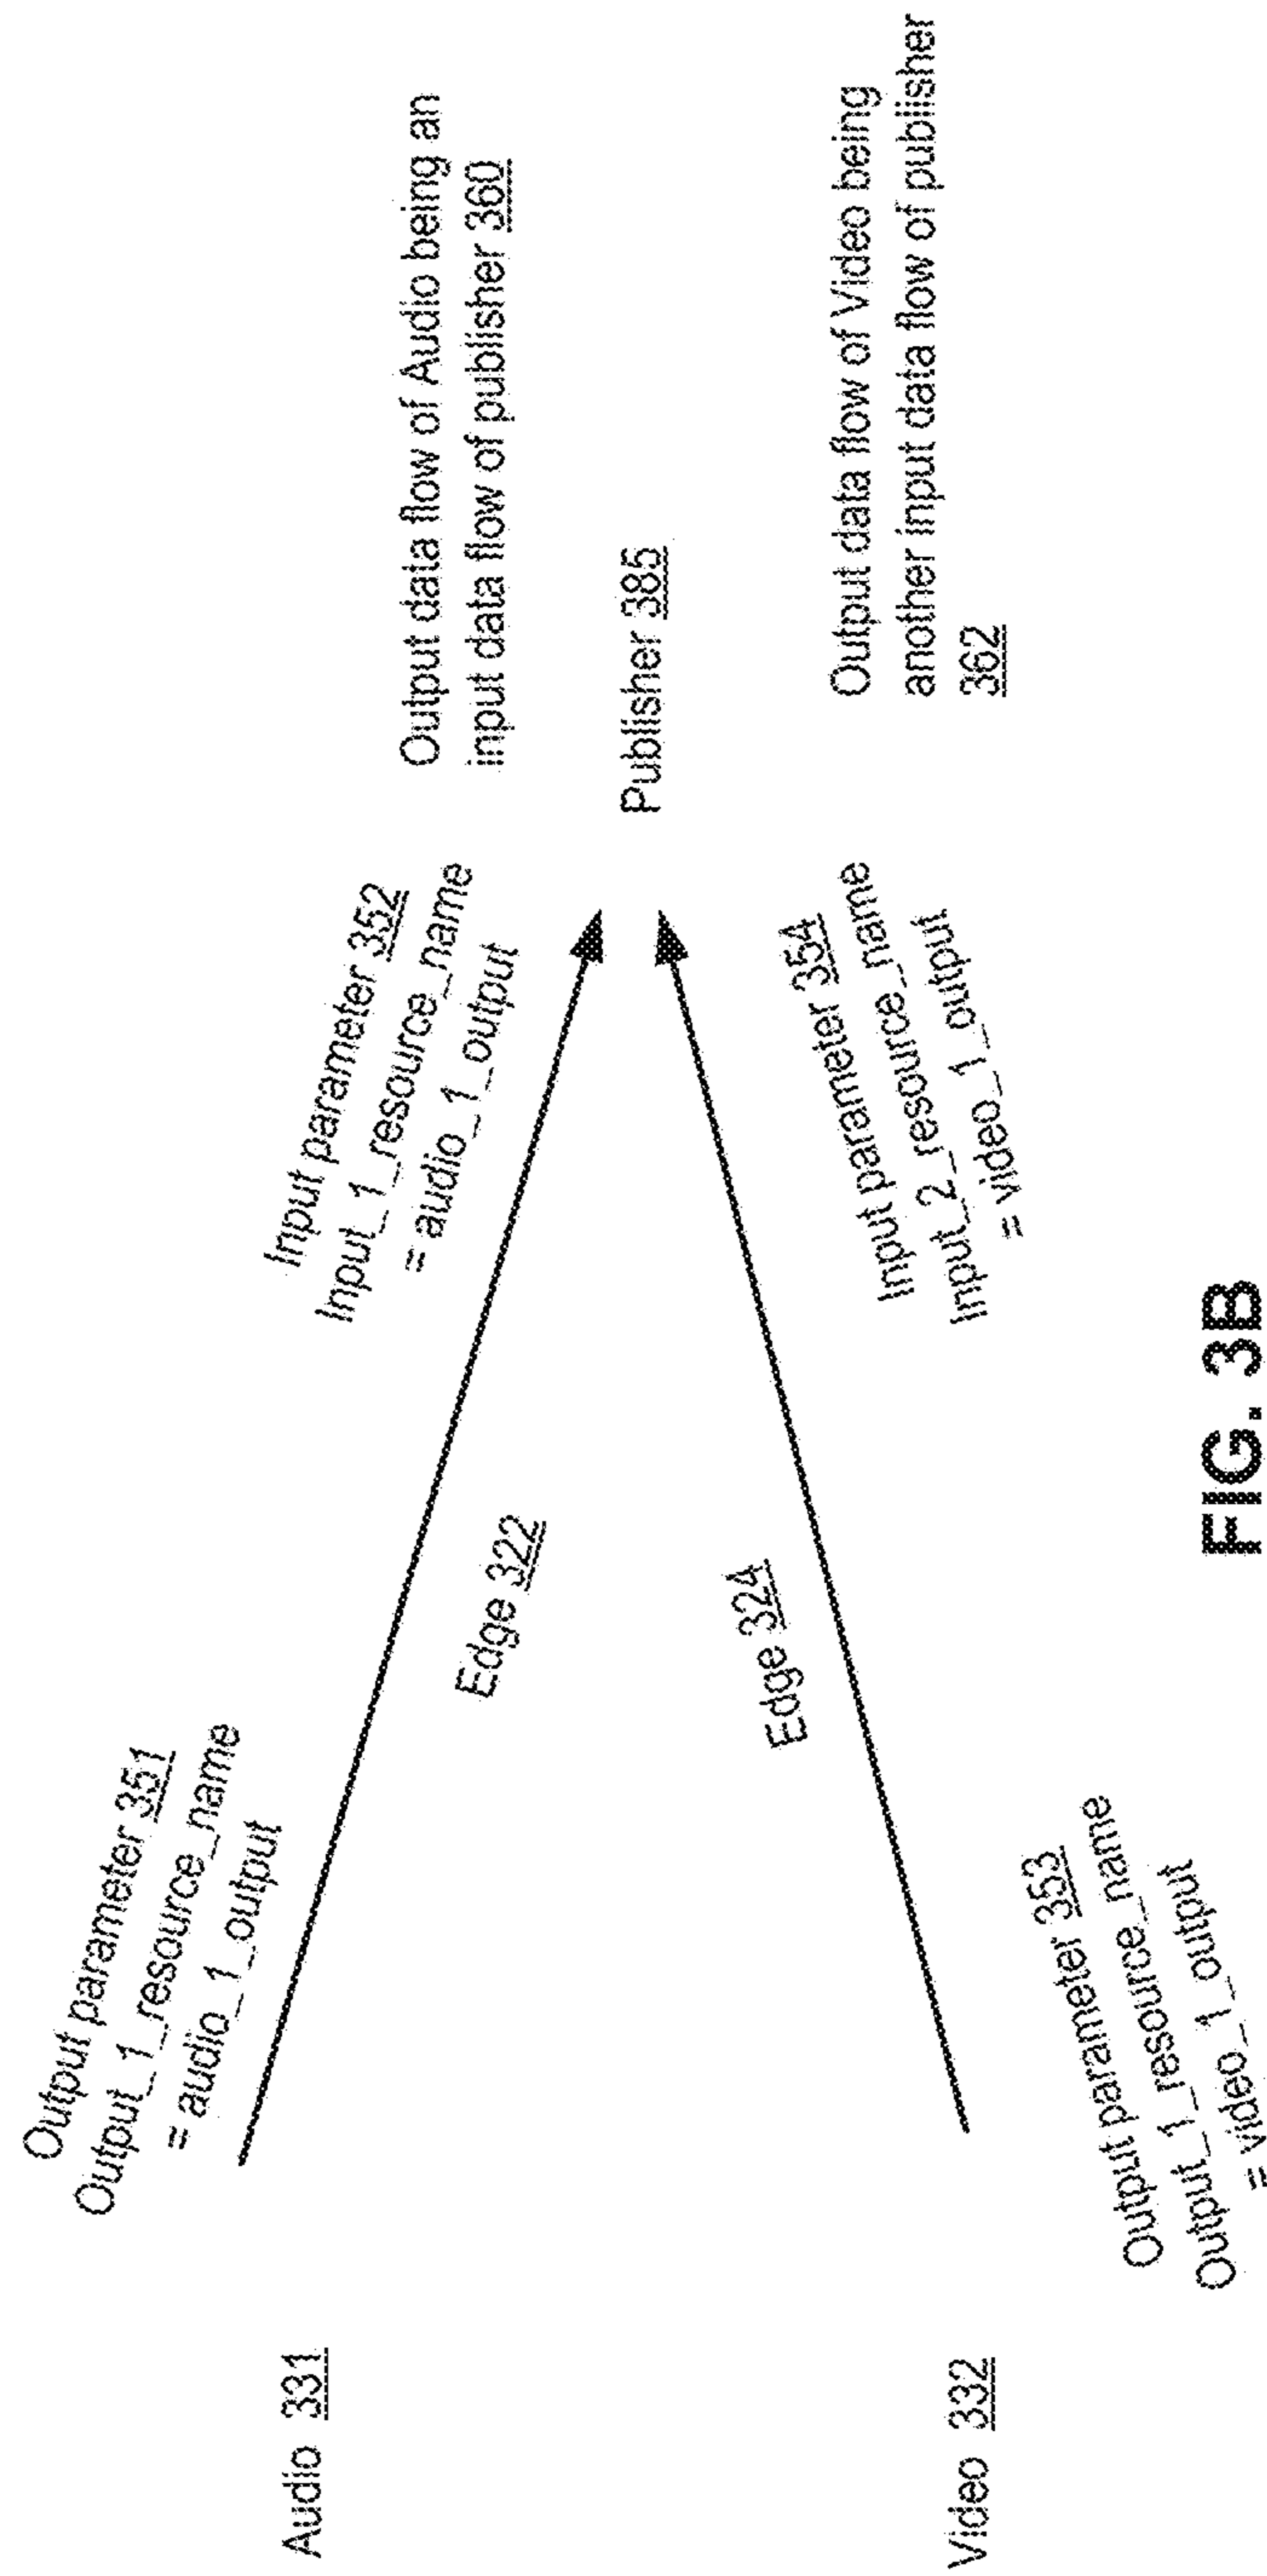 Output parameter 351
Output_1_resource_name
= audio_1_output
Audio 331
Input parameter 352
Input_1_resource_name
= audio_1_output
Output data flow of Audio being an
input data flow of publisher 360
Edge 322
Publisher 385
Edge 324
Input parameter 354
Input_2_resource_name
= video_1_output
Output data flow of Video being
another input data flow of publisher
362
Video 332
Output parameter 353
Output_1_resource_name
= video_1_output
FIG. 3B